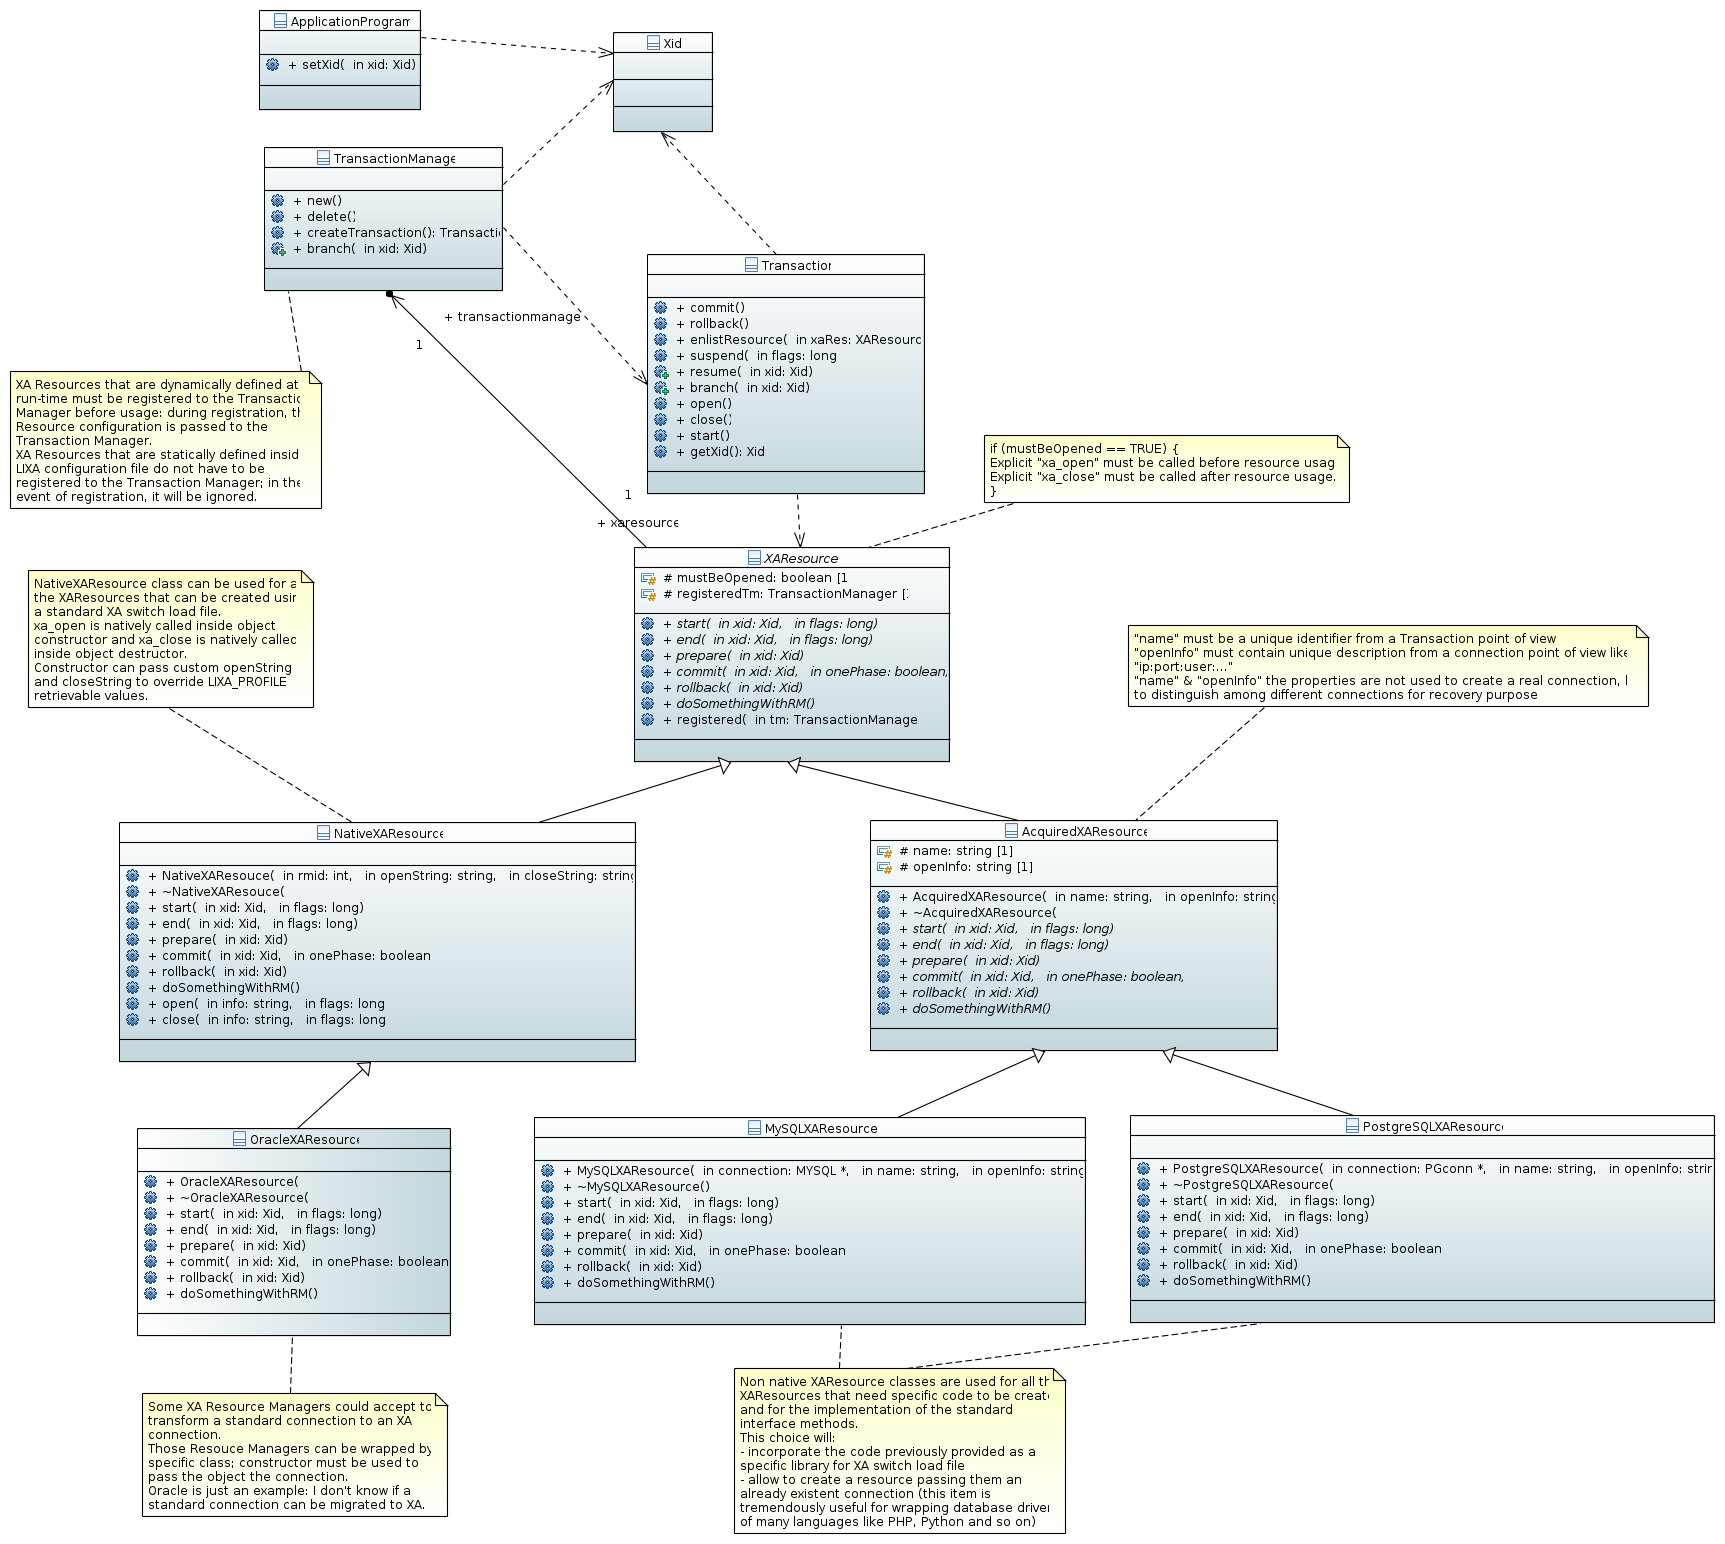 ApplicationProgram
+ setXid(  in xid: Xid)
Xid
TransactionManage
+ new()
+ delete()
+ createTransaction(): Transacti
+ branch(  in xid: Xid)
Transaction
+ commit()
+ rollback()
+ enlistResource(  in xaRes: XAResourc
+ suspend(  in flags: long
+ resume(  in xid: Xid)
+ branch(  in xid: Xid)
+ open()
+ close()
+ start()
+ getXid(): Xid
+ transactionmanage
1
1
+ xaresource
XA Resources that are dynamically defined at
run-time must be registered to the Transactio
Manager before usage: during registration, th
Resource configuration is passed to the
Transaction Manager.
XA Resources that are statically defined insid
LIXA configuration file do not have to be
registered to the Transaction Manager; in the
event of registration, it will be ignored.
if (mustBeOpened == TRUE) {
Explicit "xa_open" must be called before resource usag
Explicit "xa_close" must be called after resource usage.
}
XAResource
# mustBeOpened: boolean [1
# registeredTm: TransactionManager [
+ start(  in xid: Xid,   in flags: long)
+ end(  in xid: Xid,   in flags: long)
+ prepare(  in xid: Xid)
+ commit(  in xid: Xid,   in onePhase: boolean,
+ rollback(  in xid: Xid)
+ doSomethingWithRM()
+ registered(  in tm: TransactionManage
NativeXAResource class can be used for a
the XAResources that can be created usin
a standard XA switch load file.
xa_open is natively called inside object
constructor and xa_close is natively called
inside object destructor.
Constructor can pass custom openString
and closeString to override LIXA_PROFILE
retrievable values.
"name" must be a unique identifier from a Transaction point of view
"openInfo" must contain unique description from a connection point of view like
"ip:port:user:..."
"name" & "openInfo" the properties are not used to create a real connection, b
to distinguish among different connections for recovery purpose
NativeXAResource
+ NativeXAResouce(  in rmid: int,   in openString: string,   in closeString: string
+ ~NativeXAResouce(
+ start(  in xid: Xid,   in flags: long)
+ end(  in xid: Xid,   in flags: long)
+ prepare(  in xid: Xid)
+ commit(  in xid: Xid,   in onePhase: boolean
+ rollback(  in xid: Xid)
+ doSomethingWithRM()
+ open(  in info: string,   in flags: long
+ close(  in info: string,   in flags: long
AcquiredXAResource
# name: string [1]
# openInfo: string [1]
+ AcquiredXAResource(  in name: string,   in openInfo: string
+ ~AcquiredXAResource(
+ start(  in xid: Xid,   in flags: long)
+ end(  in xid: Xid,   in flags: long)
+ prepare(  in xid: Xid)
+ commit(  in xid: Xid,   in onePhase: boolean,
+ rollback(  in xid: Xid)
+ doSomethingWithRM()
OracleXAResource
+ OracleXAResource(
+ ~OracleXAResource(
+ start(  in xid: Xid,   in flags: long)
+ end(  in xid: Xid,   in flags: long)
+ prepare(  in xid: Xid)
+ commit(  in xid: Xid,   in onePhase: boolean
+ rollback(  in xid: Xid)
+ doSomethingWithRM()
MySQLXAResource
+ MySQLXAResource(  in connection: MYSQL *,   in name: string,   in openInfo: string
+ ~MySQLXAResource()
+ start(  in xid: Xid,   in flags: long)
+ end(  in xid: Xid,   in flags: long)
+ prepare(  in xid: Xid)
+ commit(  in xid: Xid,   in onePhase: boolean
+ rollback(  in xid: Xid)
+ doSomethingWithRM()
PostgreSQLXAResourc
+ PostgreSQLXAResource(  in connection: PGconn *,   in name: string,   in openInfo: strin
+ ~PostgreSQLXAResource(
+ start(  in xid: Xid,   in flags: long)
+ end(  in xid: Xid,   in flags: long)
+ prepare(  in xid: Xid)
+ commit(  in xid: Xid,   in onePhase: boolean
+ rollback(  in xid: Xid)
+ doSomethingWithRM()
Some XA Resource Managers could accept to
transform a standard connection to an XA
connection.
Those Resouce Managers can be wrapped by
specific class; constructor must be used to
pass the object the connection.
Oracle is just an example: I don't know if a
standard connection can be migrated to XA.
Non native XAResource classes are used for all th
XAResources that need specific code to be create
and for the implementation of the standard
interface methods.
This choice will:
- incorporate the code previously provided as a
specific library for XA switch load file
- allow to create a resource passing them an
already existent connection (this item is
tremendously useful for wrapping database driver
of many languages like PHP, Python and so on)